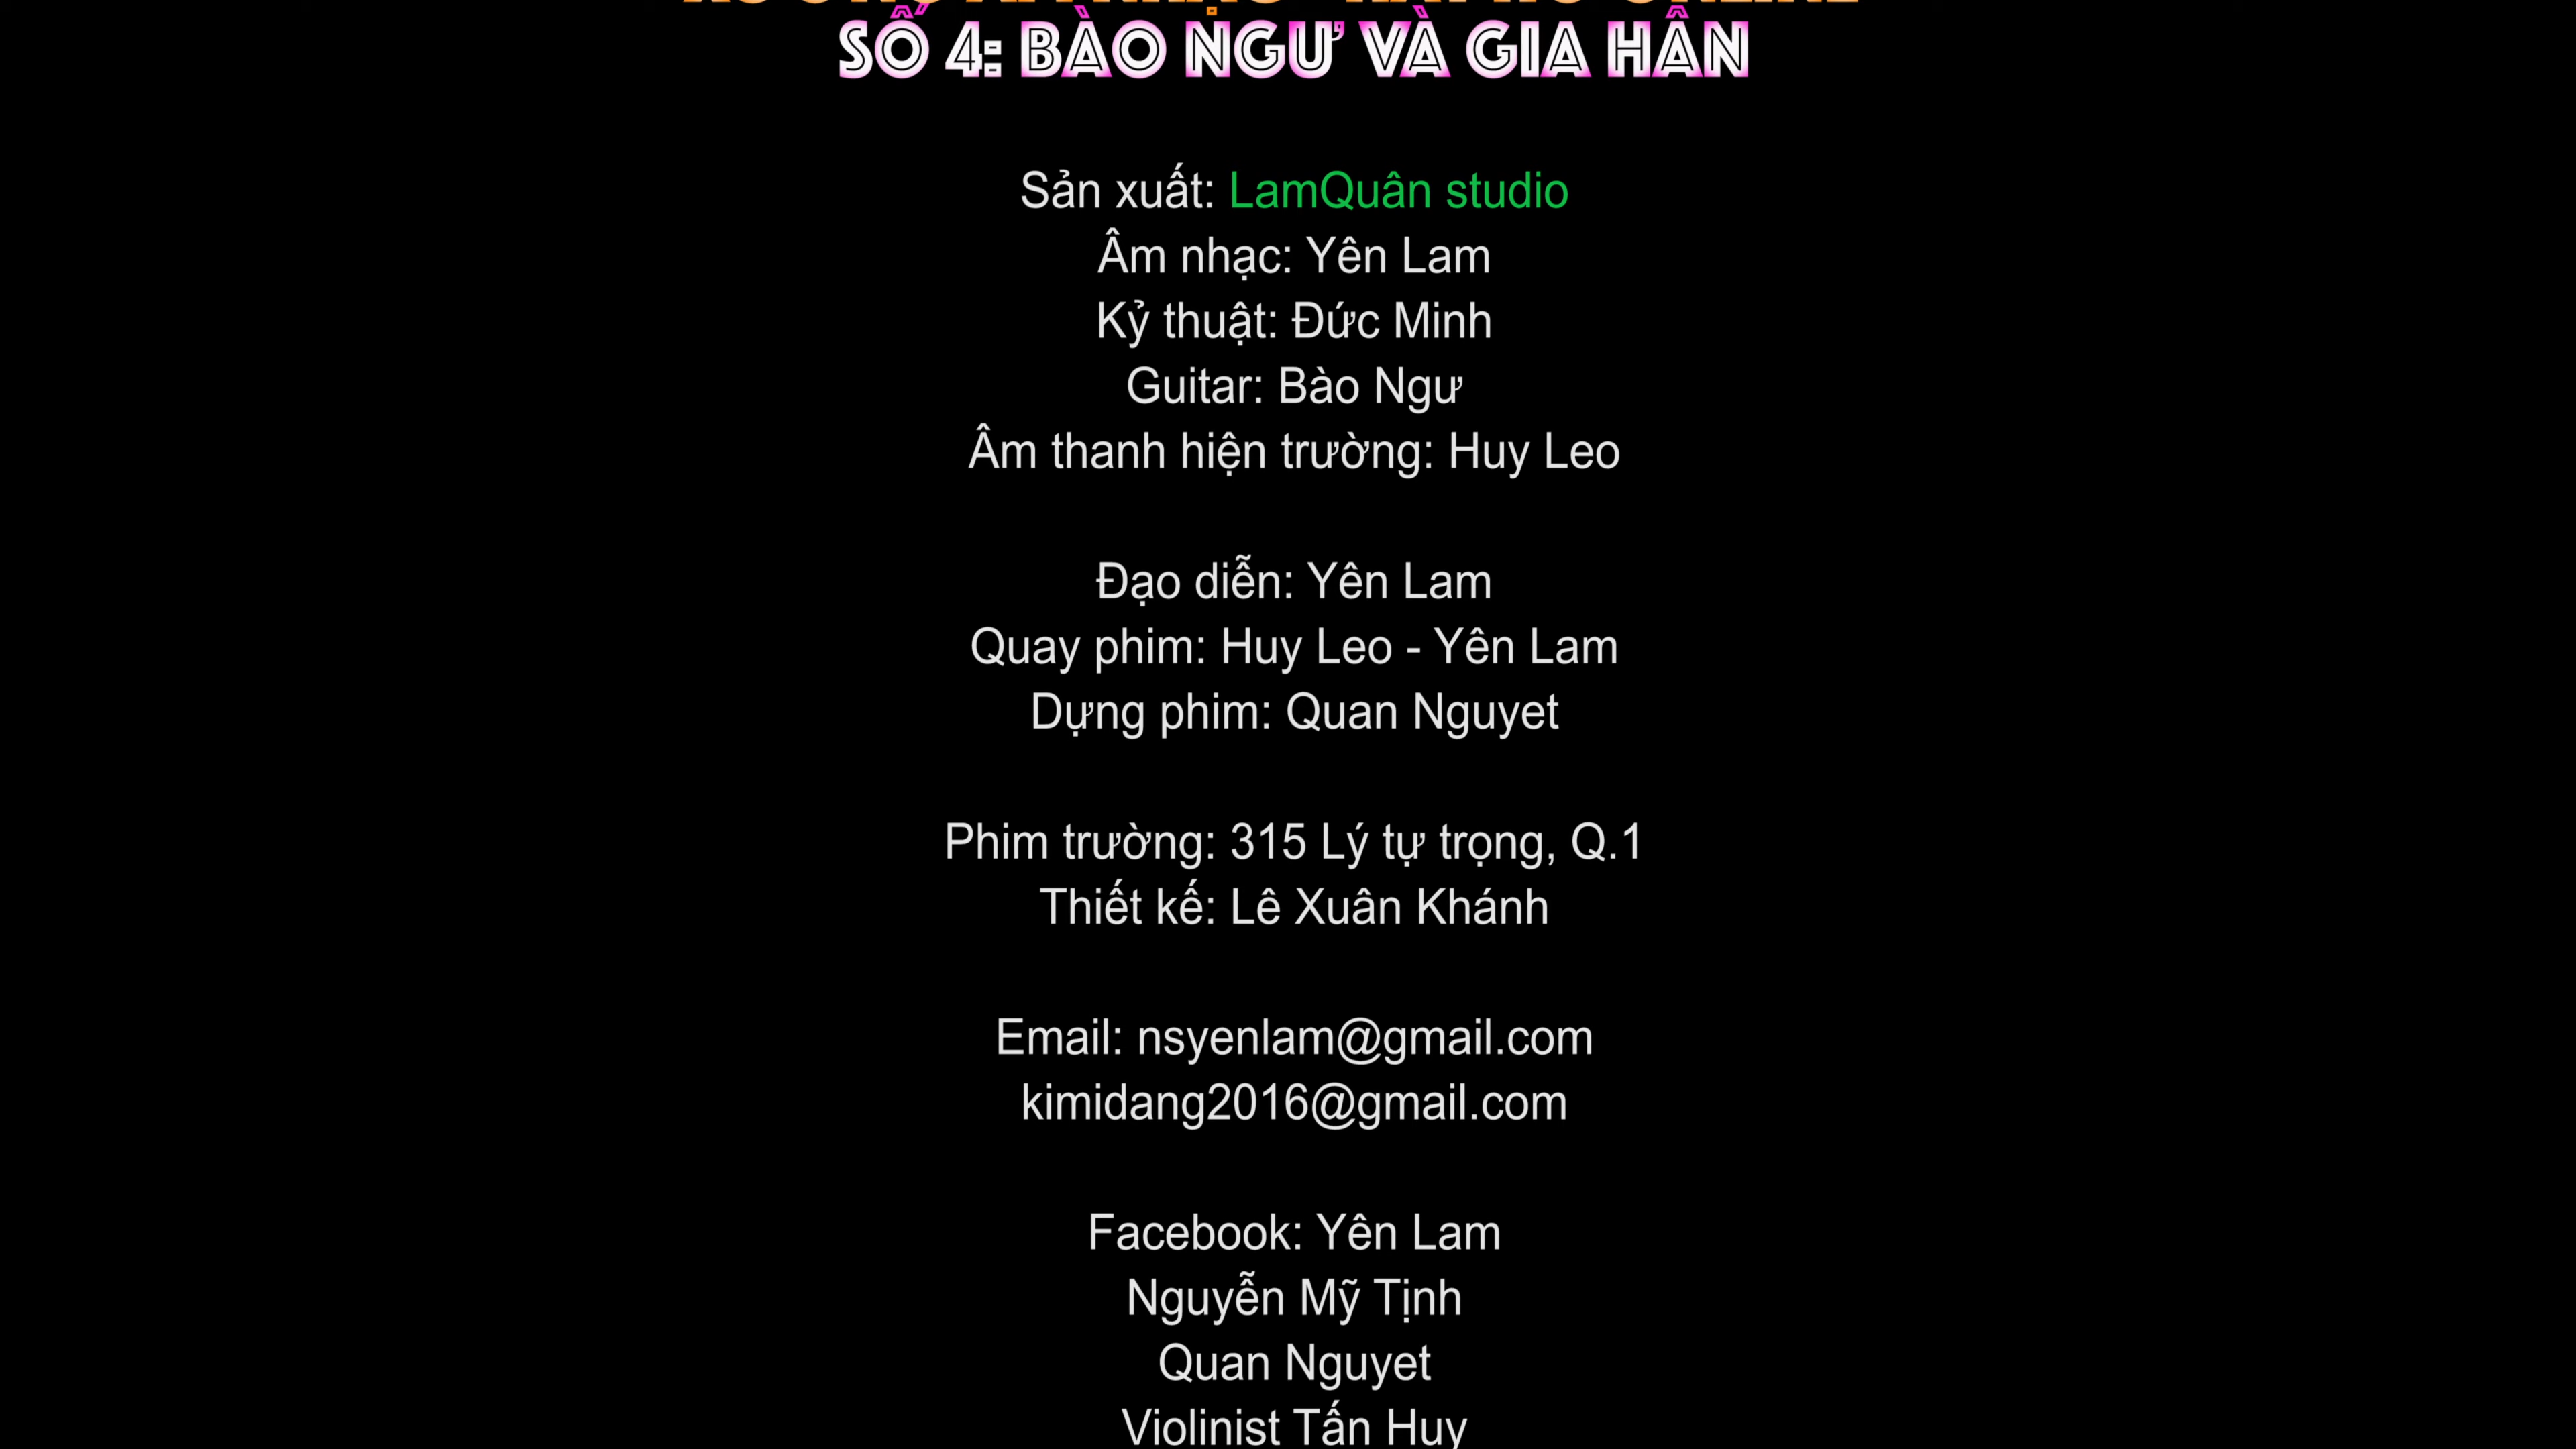 SỐ 4: BÀO NGƯ VÀ GIA HÂN
Sản xuất: LamQuân studio
Âm nhạc: Yên Lam
Kỷ thuật: Đức Minh
Guitar: Bào Ngư
Âm thanh hiện trường: Huy Leo
Đạo diễn: Yên Lam
Quay phim: Huy Leo - Yên Lam
Dựng phim: Quan Nguyet
Phim trường: 315 Lý tự trọng, Q.1
Thiết kế: Lê Xuân Khánh
Email: nsyenlam@gmail.com
kimidang2016@gmail.com
Facebook: Yên Lam
Nguyễn Mỹ Tịnh
Quan Nguyet
Violinist Tấn Huy